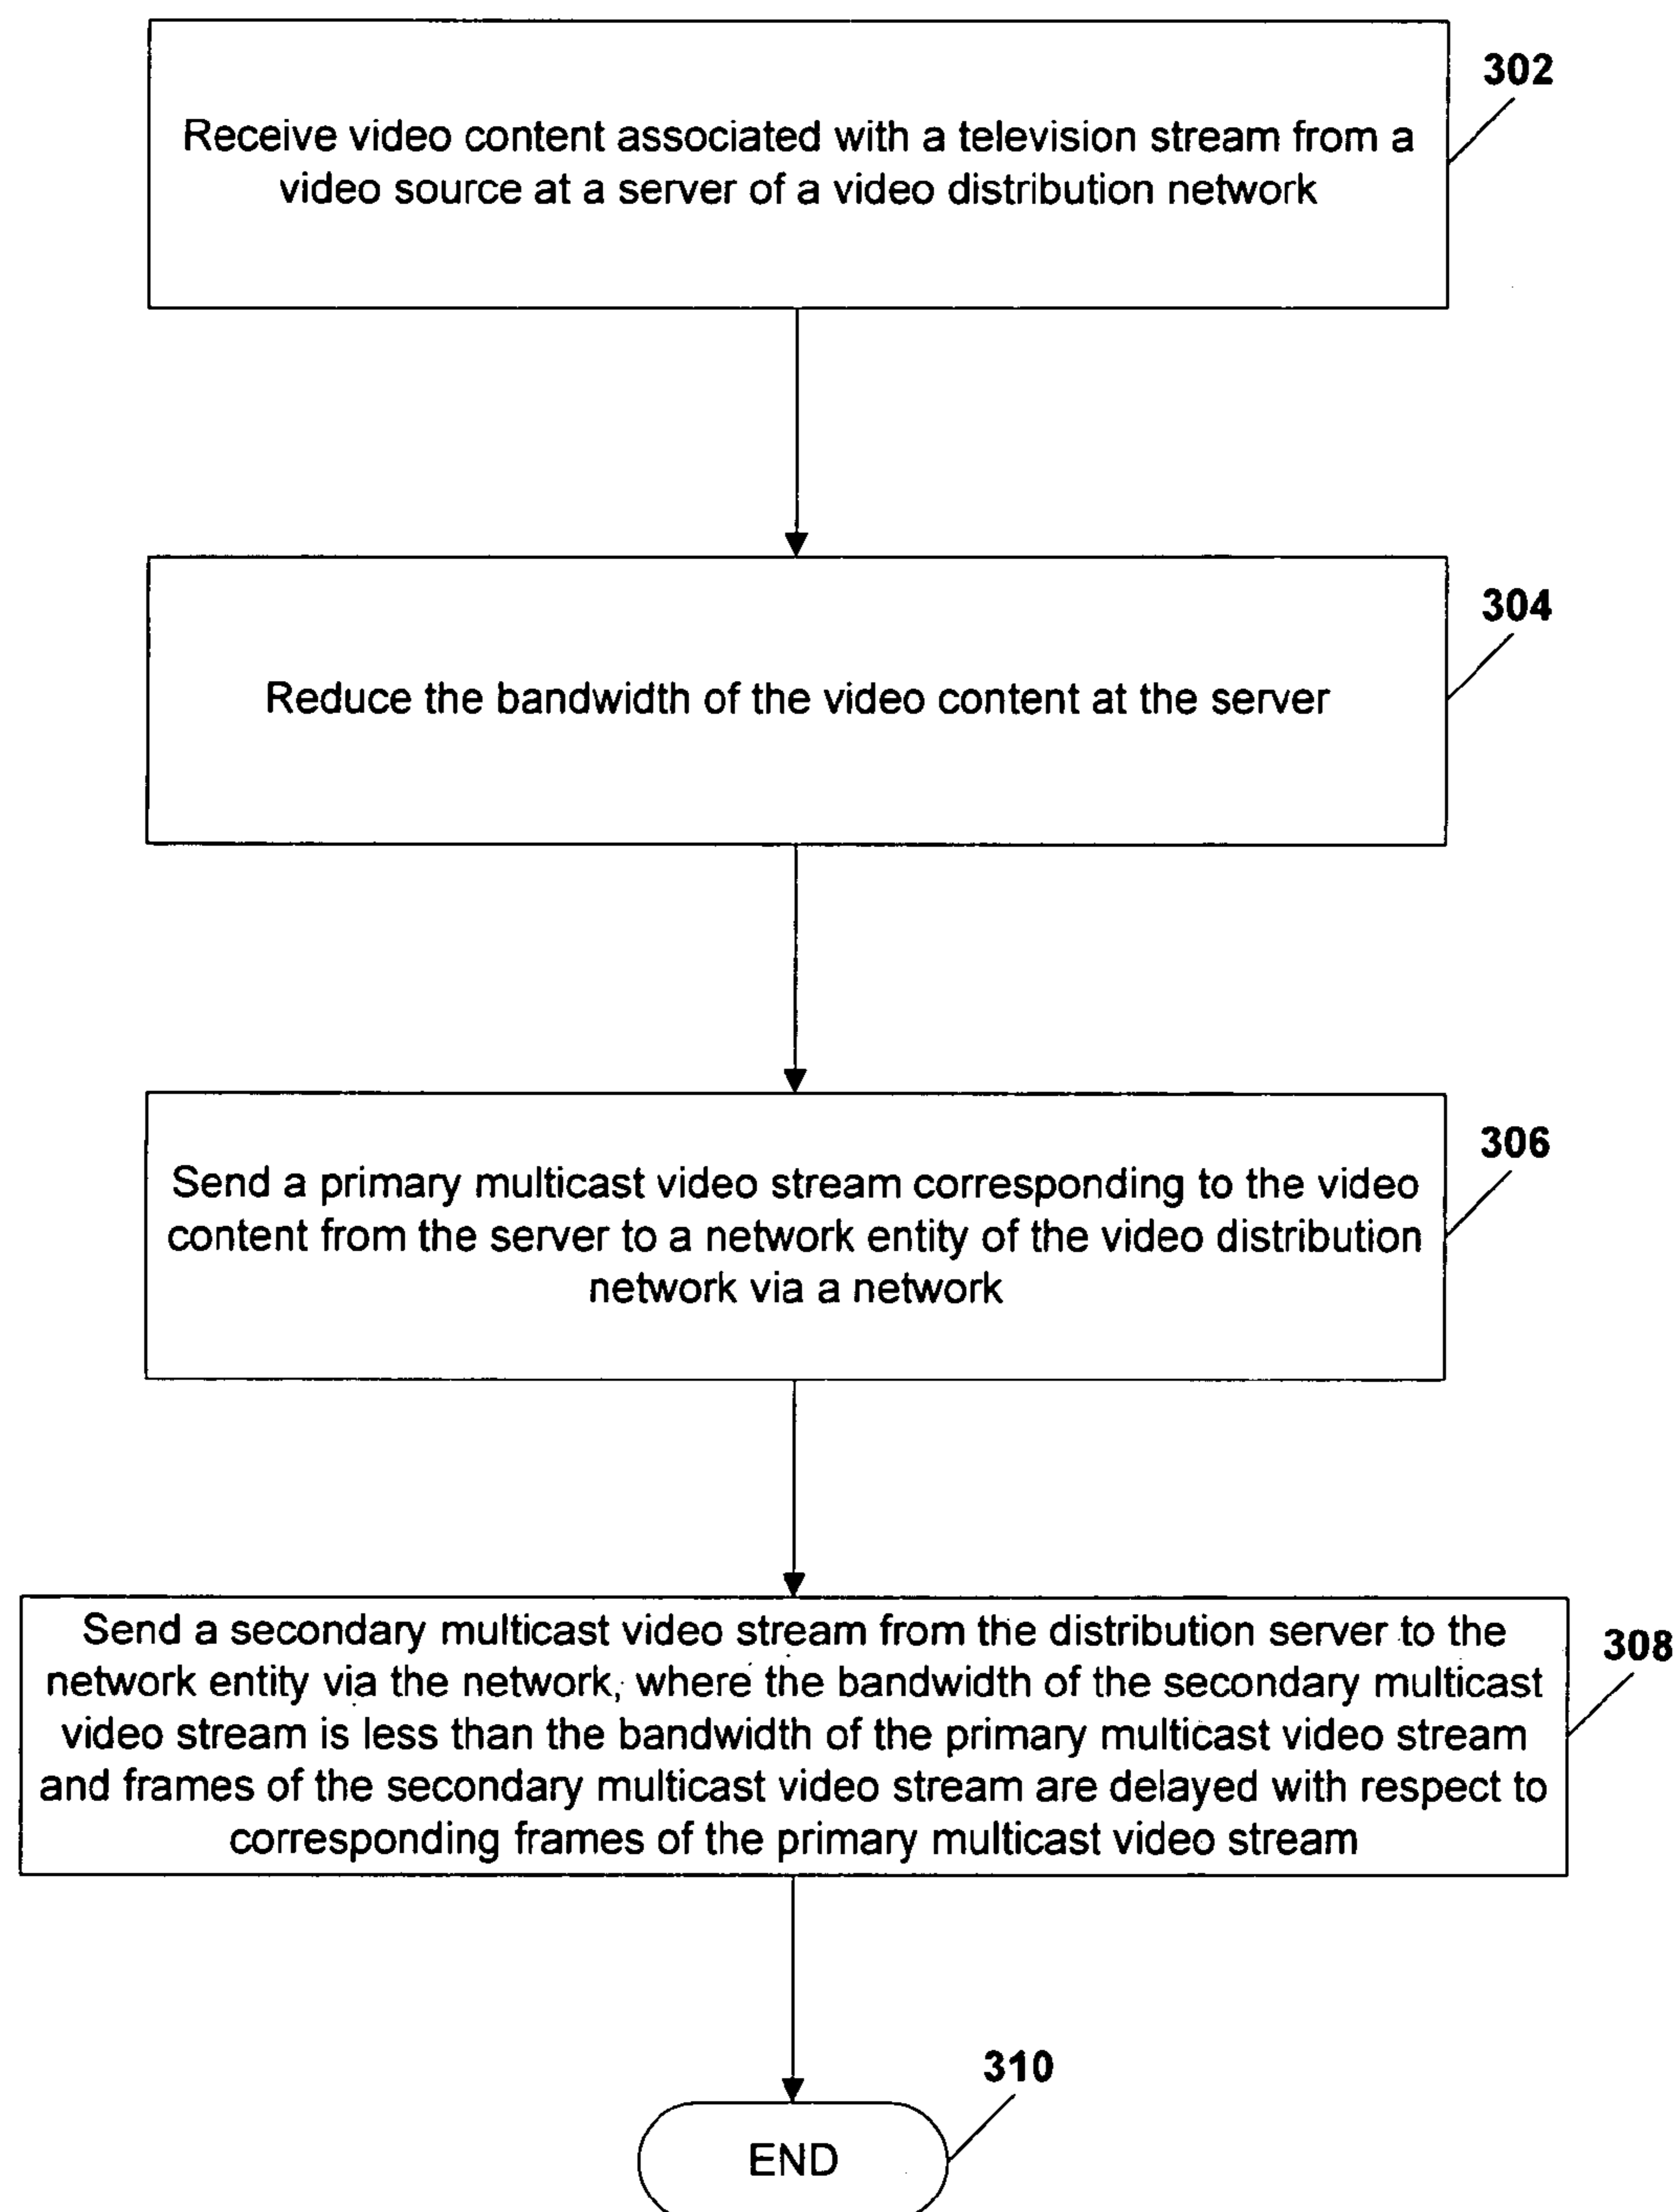 302
Receive video content associated with a television stream from a
video source at a server of a video distribution network
304
Reduce the bandwidth of the video content at the server
306
Send a primary multicast video stream corresponding to the video
content from the server to a network entity of the video distribution
network via a network
308
Send a secondary multicast video stream from the distribution server to the
network entity via the network, where the bandwidth of the secondary multicast
video stream is less than the bandwidth of the primary multicast video stream
and frames of the secondary multicast video stream are delayed with respect to
corresponding frames of the primary multicast video stream
310
END